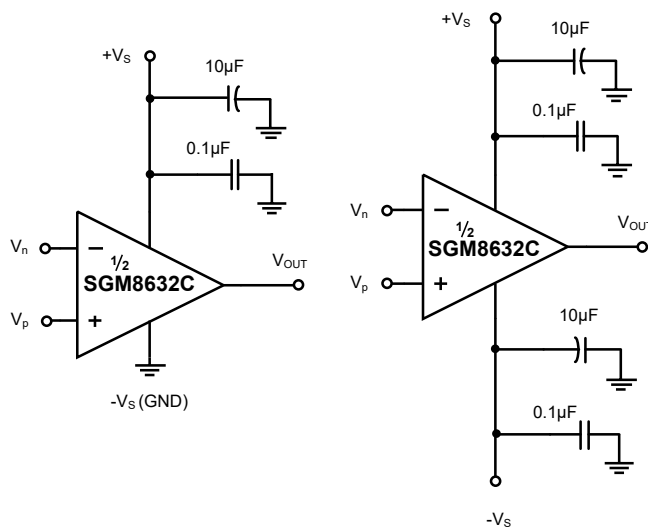 +VS
10µF
0.1µF
Vn
Vp
−
+
½
SGM8632C
VOUT
-VS (GND)
+VS
10µF
0.1µF
Vn
Vp
−
+
½
SGM8632C
VOUT
10µF
0.1µF
-VS